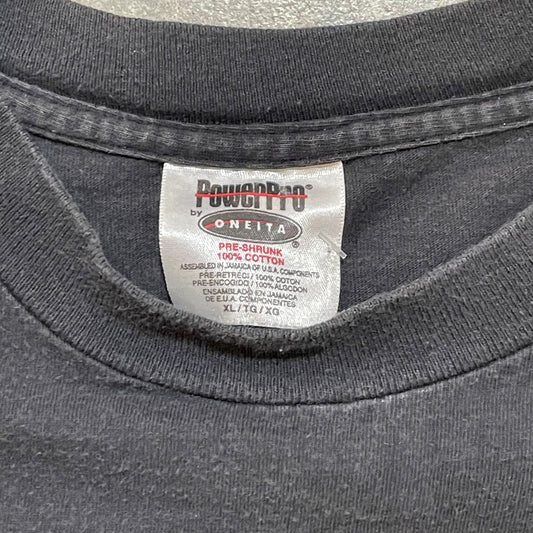 PowerPro®
by ONEITA®
PRE-SHRUNK
100% COTTON
ASSEMBLED IN JAMAICA OF U.S.A. COMPONENTS
PRE-RETRECI / 100% COTON
PRE-ENCOGIDO / 100% ALGODON
ENSAMBLADO EN JAMAICA
DE E.U.A. COMPONENTES
XL / TG / XG